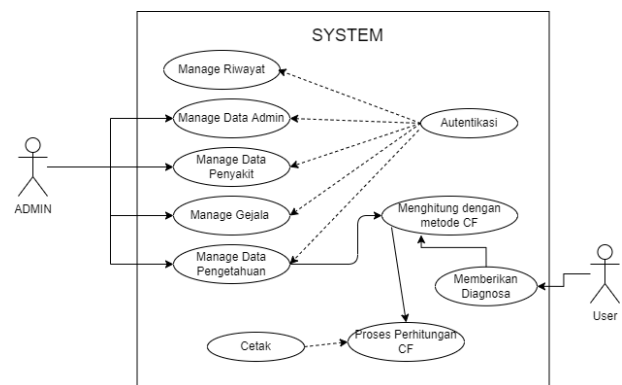 SYSTEM
Manage Riwayat
Manage Data Admin
Autentikasi
Manage Data
Penyakit
ADMIN
Manage Gejala
Menghitung dengan
metode CF
Manage Data
Pengetahuan
Memberikan
Diagnosa
User
Cetak
Proses Perhitungan
CF